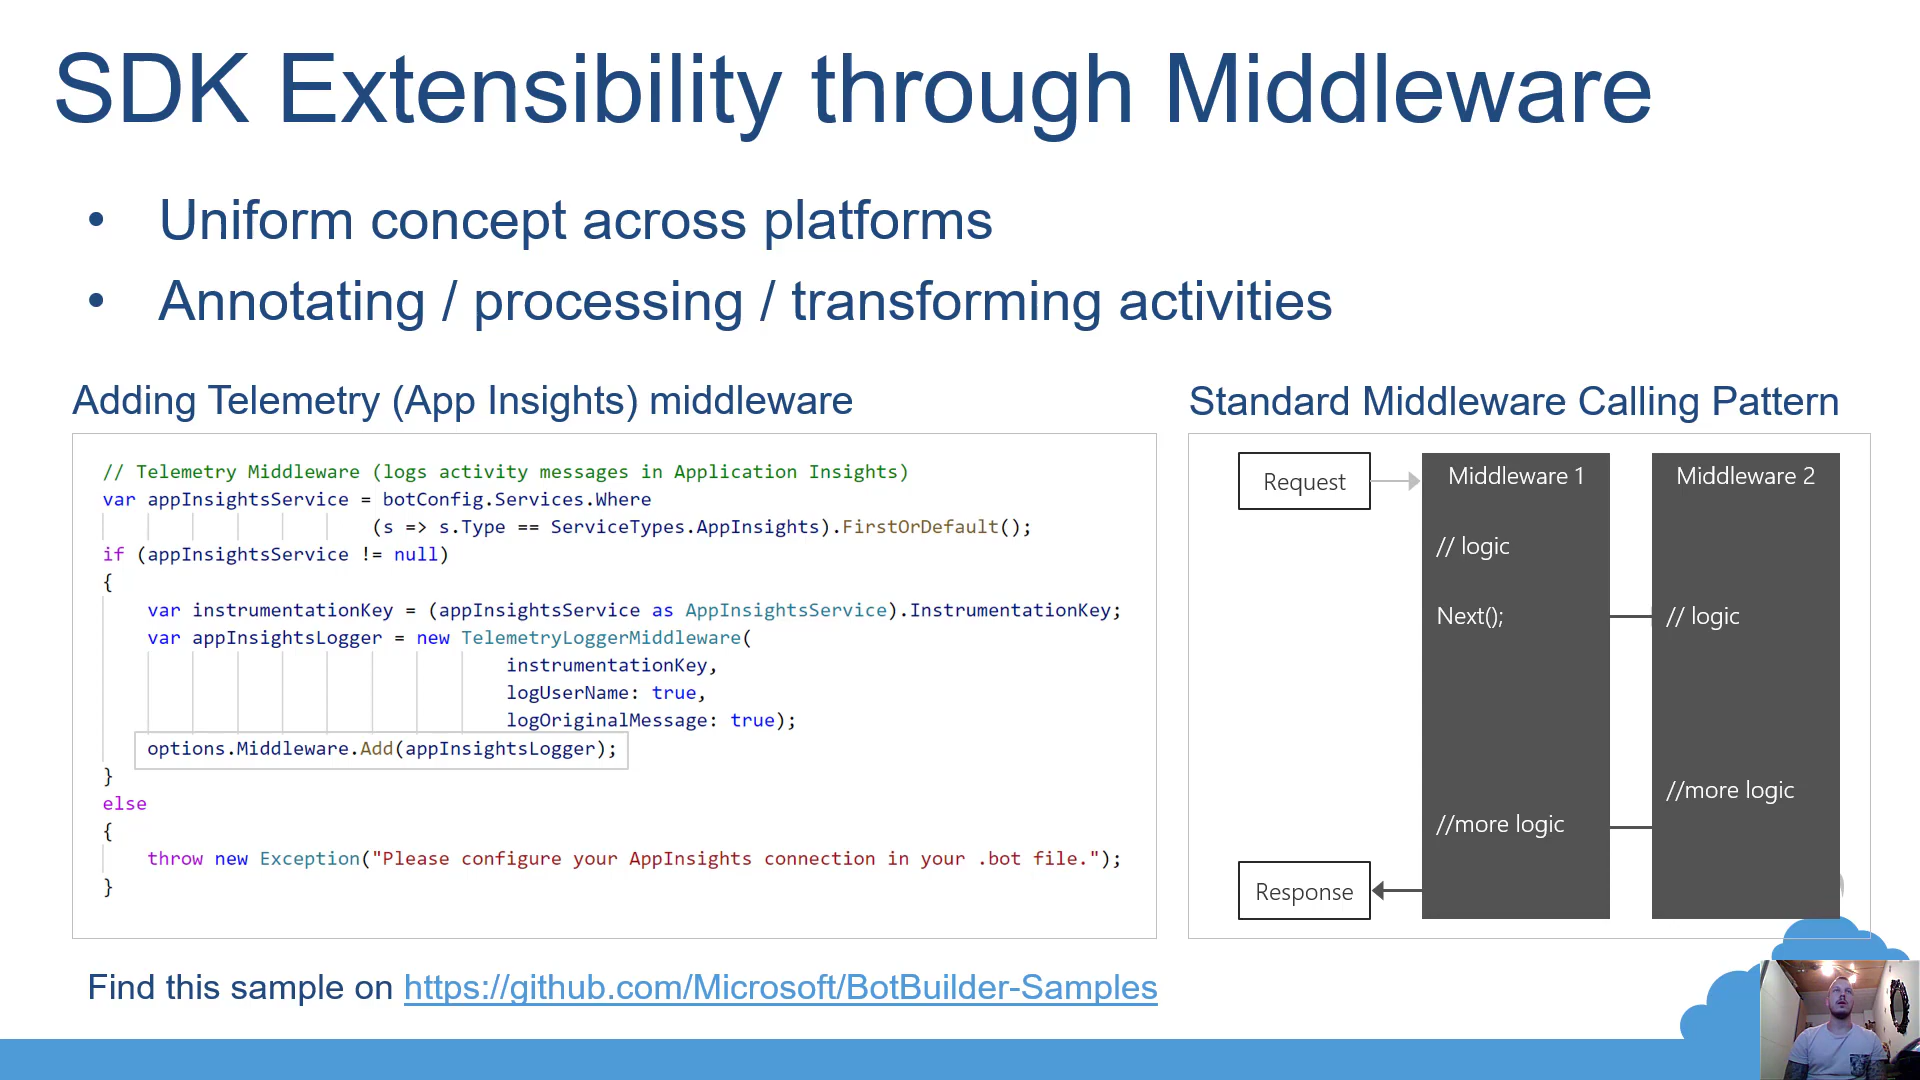 SDK Extensibility through Middleware
• Uniform concept across platforms
• Annotating / processing / transforming activities
Adding Telemetry (App Insights) middleware
// Telemetry Middleware (logs activity messages in Application Insights)
var appInsightsService = botConfig.Services.Where
(s => s.Type == ServiceTypes.AppInsights).FirstOrDefault();
if (appInsightsService != null)
{
var instrumentationKey = (appInsightsService as AppInsightsService).InstrumentationKey;
var appInsightsLogger = new TelemetryLoggerMiddleware(
instrumentationKey,
logUserName: true,
logOriginalMessage: true);
options.Middleware.Add(appInsightsLogger);
}
else
{
throw new Exception("Please configure your AppInsights connection in your .bot file.");
}
Standard Middleware Calling Pattern
Request
Middleware 1
// logic
Next();
//more logic
Middleware 2
// logic
//more logic
Response
Find this sample on https://github.com/Microsoft/BotBuilder-Samples